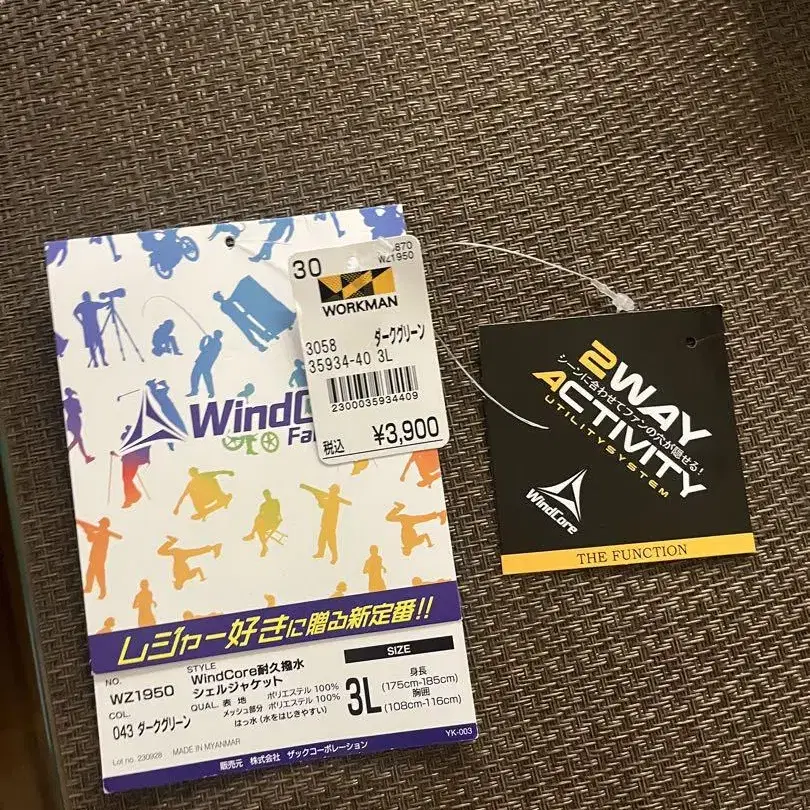 30
870
WZ1950
WORKMAN
3058 ダークグリーン
35934-40 3L
2300035934409
税込 ¥3,900
WindCor
Fa
レジャー好きに贈る新定番!!
NO.
WZ1950
COL.
043 ダークグリーン
Lot no. 230928 MADE IN MYANMAR
STYLE
WindCore耐久撥水
シェルジャケット
QUAL. 表 地 ポリエステル 100%
メッシュ部分 ポリエステル 100%
はっ水(水をはじきやすい)
SIZE
3L
身長
(175cm-185cm)
胸囲
(108cm-116cm)
販売元 株式会社 ザックコーポレーション
YK-003
2WAY
シーンに合わせてファンの穴が隠せる!
ACTIVITY
UTILITYSYSTEM
WindCore
THE FUNCTION